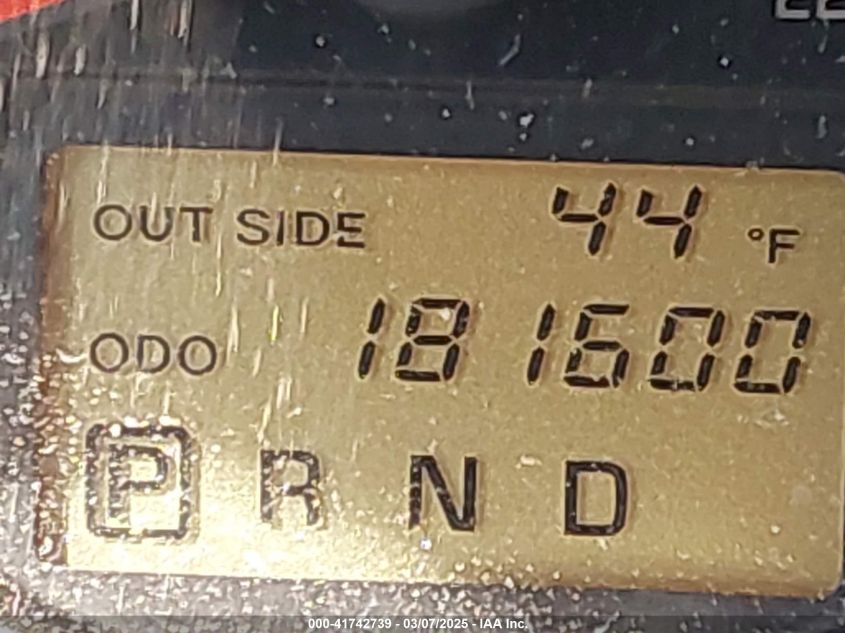 OUT SIDE 44 °F
ODO 181600
P R N D
000-41742739 - 03/07/2025 - IAA Inc.